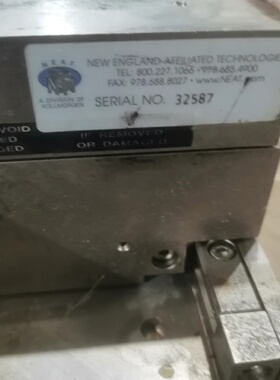 NEAT
A DIVISION OF
KOLLMORGEN
NEW ENGLAND AFFILIATED TECHNOLOGIES
TEL: 800.227.1066 • 978.685.4900
FAX: 978.688.8027 • WWW.NEAT.com
SERIAL NO. 32587
VOID IF REMOVED
OR DAMAGED